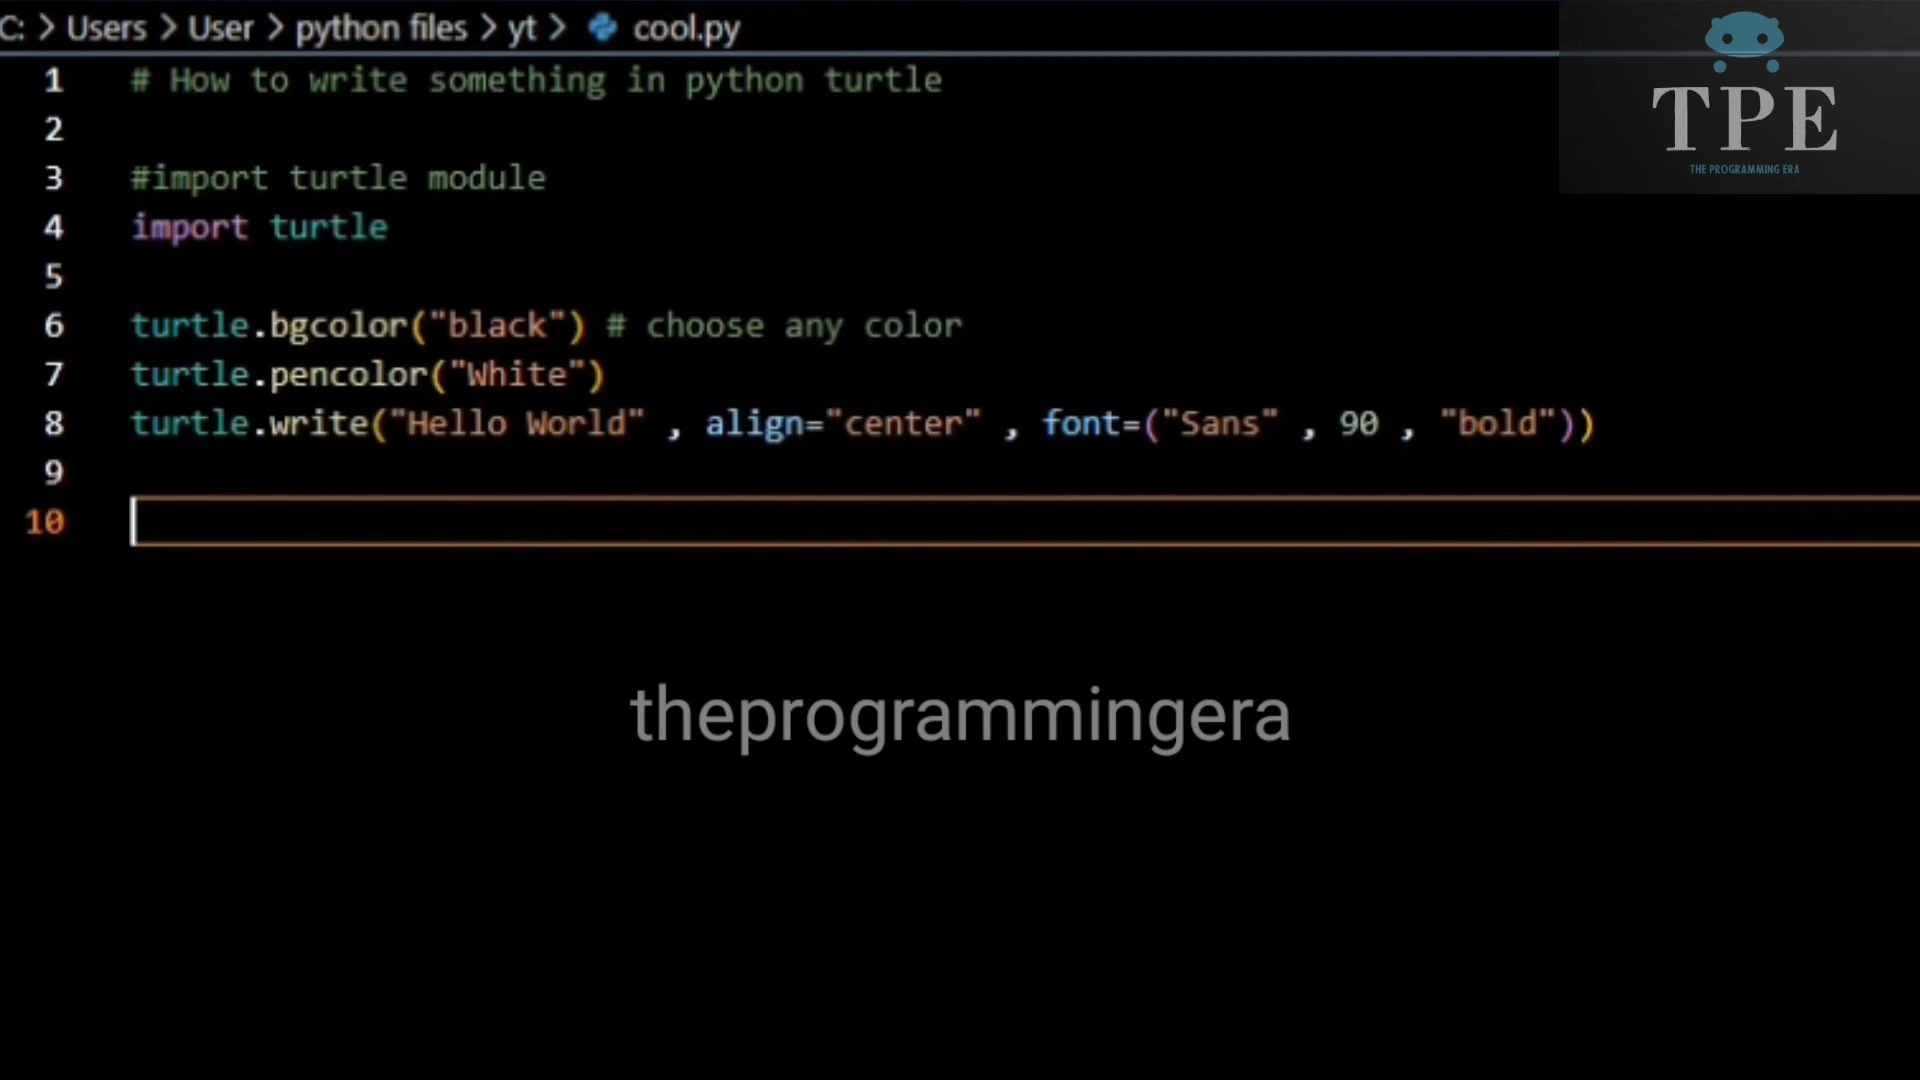 C: > Users > User > python files > yt > cool.py
TPE
THE PROGRAMMING ERA
1 # How to write something in python turtle
2
3 #import turtle module
4 import turtle
5
6 turtle.bgcolor("black") # choose any color
7 turtle.pencolor("White")
8 turtle.write("Hello World" , align="center" , font=("Sans" , 90 , "bold"))
9
10
theprogrammingera